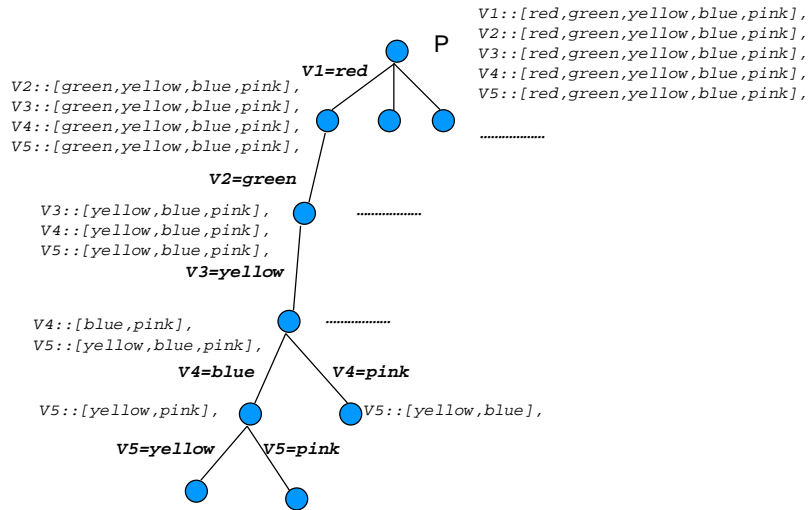 P
V1::[red,green,yellow,blue,pink],
V2::[red,green,yellow,blue,pink],
V3::[red,green,yellow,blue,pink],
V4::[red,green,yellow,blue,pink],
V5::[red,green,yellow,blue,pink],
V1=red
V2::[green,yellow,blue,pink],
V3::[green,yellow,blue,pink],
V4::[green,yellow,blue,pink],
V5::[green,yellow,blue,pink],
..................
V2=green
V3::[yellow,blue,pink],
V4::[yellow,blue,pink],
V5::[yellow,blue,pink],
..................
V3=yellow
V4::[blue,pink],
V5::[yellow,blue,pink],
..................
V4=blue
V4=pink
V5::[yellow,pink],
V5::[yellow,blue],
V5=yellow
V5=pink